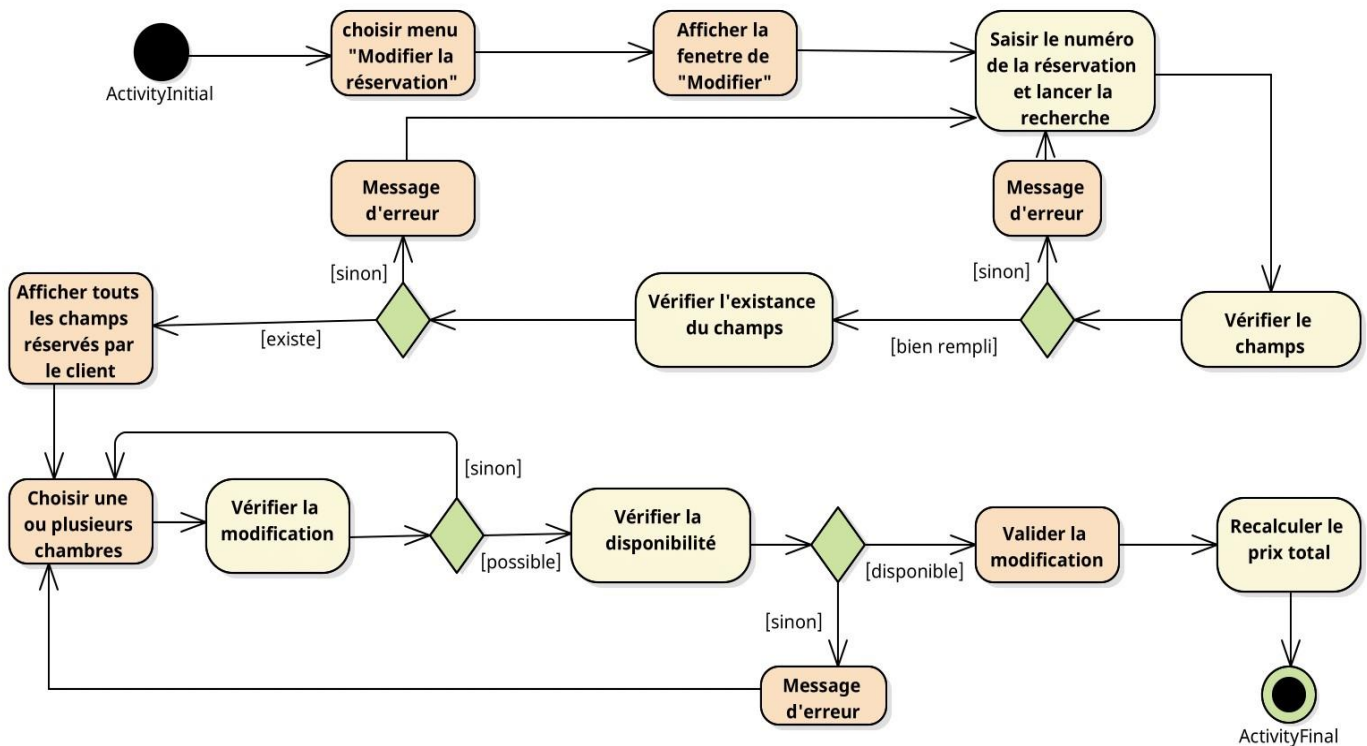 choisir menu
"Modifier la
réservation"
Afficher la
fenetre de
"Modifier"
Saisir le numéro
de la réservation
et lancer la
recherche
ActivityInitial
Message
d'erreur
Message
d'erreur
[sinon]
[sinon]
Afficher touts
les champs
réservés par
le client
[existe]
Vérifier l'existance
du champs
[bien rempli]
Vérifier le
champs
[sinon]
Choisir une
ou plusieurs
chambres
Vérifier la
modification
[possible]
Vérifier la
disponibilité
[disponible]
Valider la
modification
Recalculer le
prix total
[sinon]
Message
d'erreur
ActivityFinal